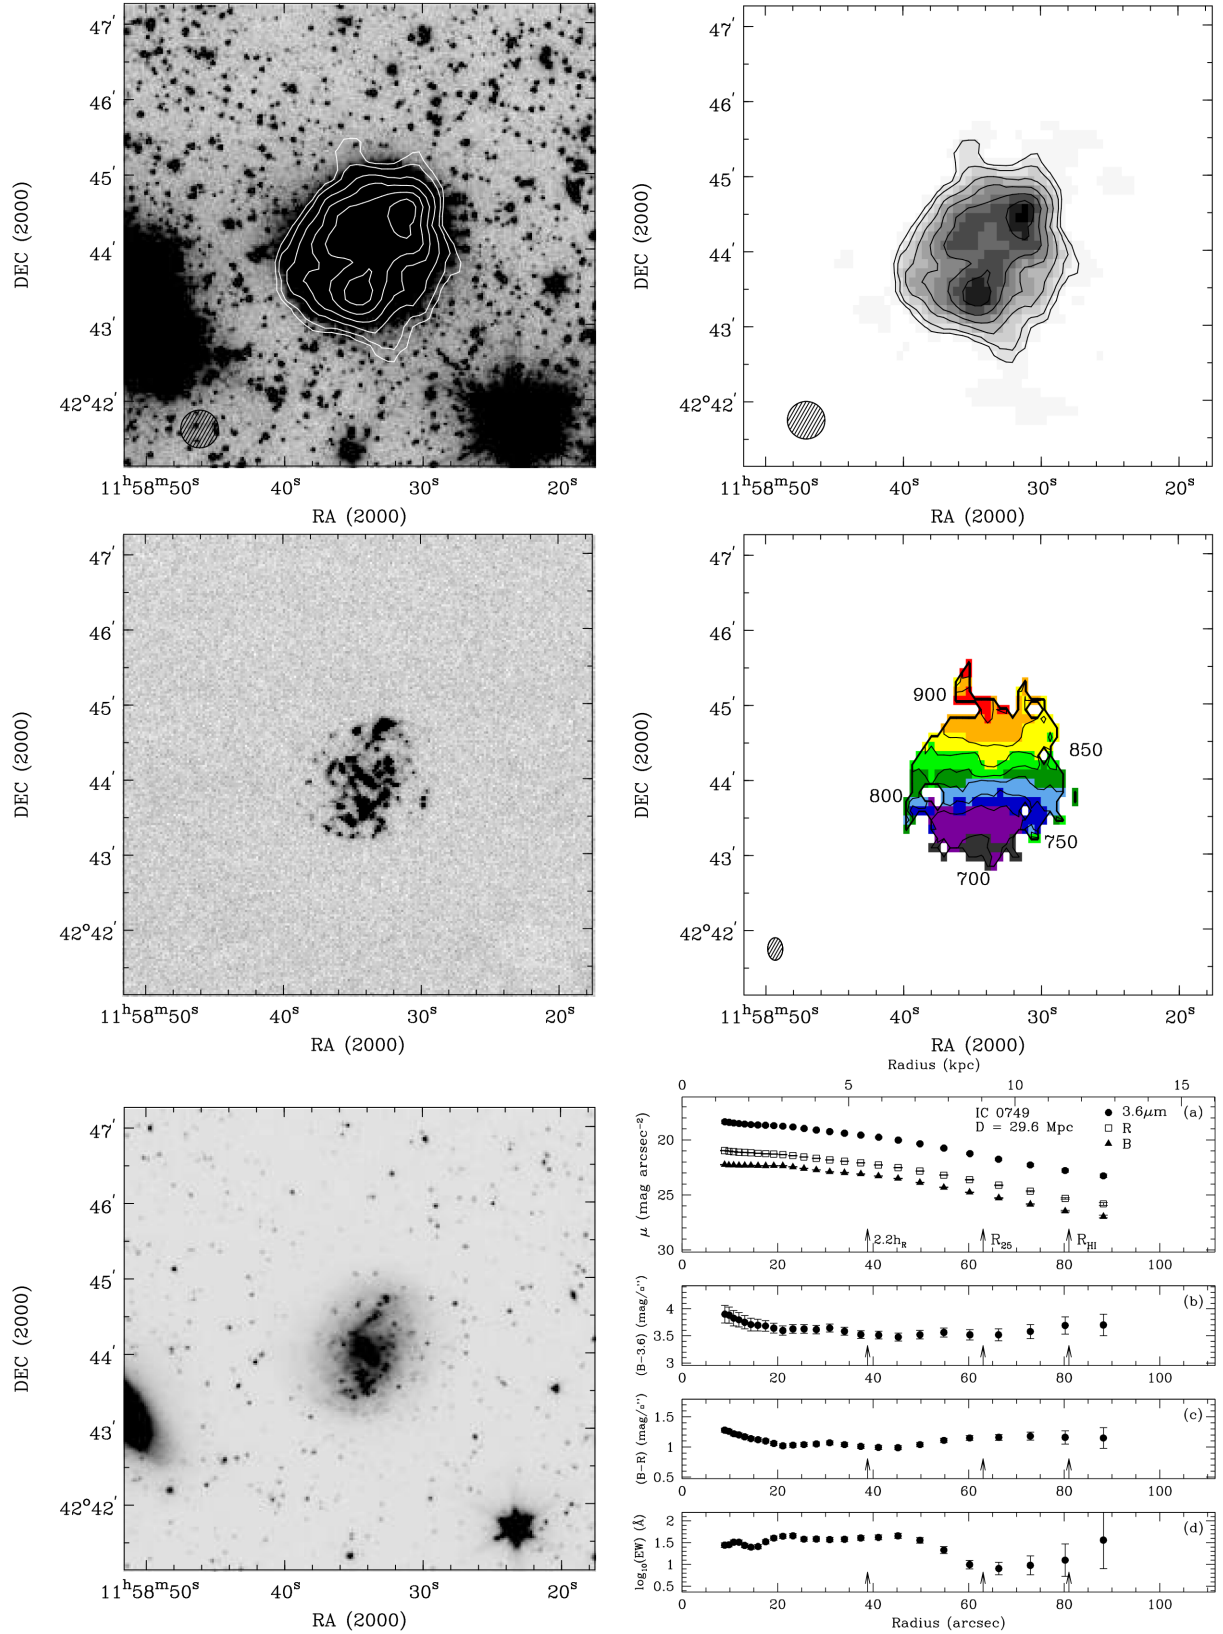 47′
46′
45′
44′
43′
42°42′
DEC (2000)
11ʰ58ᵐ50ˢ 40ˢ 30ˢ 20ˢ
RA (2000)
47′
46′
45′
44′
43′
42°42′
DEC (2000)
11ʰ58ᵐ50ˢ 40ˢ 30ˢ 20ˢ
RA (2000)
47′
46′
45′
44′
43′
42°42′
DEC (2000)
11ʰ58ᵐ50ˢ 40ˢ 30ˢ 20ˢ
RA (2000)
47′
46′
45′
44′
43′
42°42′
DEC (2000)
900
850
800
750
700
11ʰ58ᵐ50ˢ 40ˢ 30ˢ 20ˢ
RA (2000)
47′
46′
45′
44′
43′
42°42′
DEC (2000)
11ʰ58ᵐ50ˢ 40ˢ 30ˢ 20ˢ
RA (2000)
Radius (kpc)
0 5 10 15
IC 0749
D = 29.6 Mpc
3.6μm (a)
R
B
μ (mag arcsec⁻²)
20
25
30
2.2hR R25 RHI
0 20 40 60 80 100
(B−3.6) (mag/□″)
4
3.5
3
(b)
0 20 40 60 80 100
(B−R) (mag/□″)
1.5
1
0.5
(c)
0 20 40 60 80 100
log₁₀(EW) (Å)
2
1.5
1
0.5
(d)
0 20 40 60 80 100
Radius (arcsec)